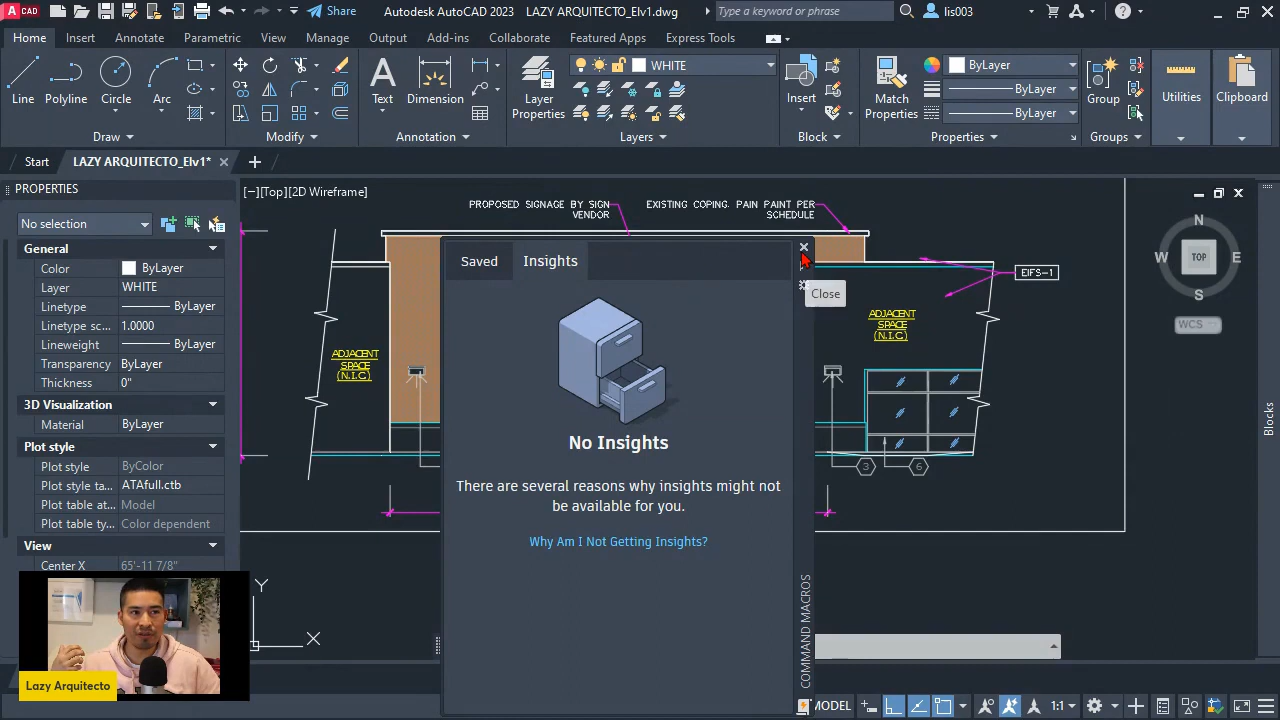 CAD
Share
Autodesk AutoCAD 2023
LAZY ARQUITECTO_Elv1.dwg
Type a keyword or phrase
lis003
Home
Insert
Annotate
Parametric
View
Manage
Output
Add-ins
Collaborate
Featured Apps
Express Tools
Line
Polyline
Circle
Arc
Draw
Modify
Text
Dimension
Annotation
Layer
Properties
WHITE
Layers
Insert
Block
Match
Properties
ByLayer
ByLayer
ByLayer
Properties
Group
Groups
Utilities
Clipboard
Start
LAZY ARQUITECTO_Elv1*
PROPERTIES
No selection
General
Color ByLayer
Layer WHITE
Linetype ByLayer
Linetype sc... 1.0000
Lineweight ByLayer
Transparency ByLayer
Thickness 0"
3D Visualization
Material ByLayer
Plot style
Plot style ByColor
Plot style ta... ATAfull.ctb
Plot table at... Model
Plot table ty... Color dependent
View
Center X 65'-11 7/8"
[−][Top][2D Wireframe]
PROPOSED SIGNAGE BY SIGN
VENDOR
EXISTING COPING. PAIN PAINT PER
SCHEDULE
EIFS-1
ADJACENT
SPACE
(N.I.C)
ADJACENT
SPACE
(N.I.C)
3
6
N
W
TOP
E
S
WCS
Blocks
Saved
Insights
Close
No Insights
There are several reasons why insights might not
be available for you.
Why Am I Not Getting Insights?
COMMAND MACROS
Y
X
Lazy Arquitecto
MODEL
1:1